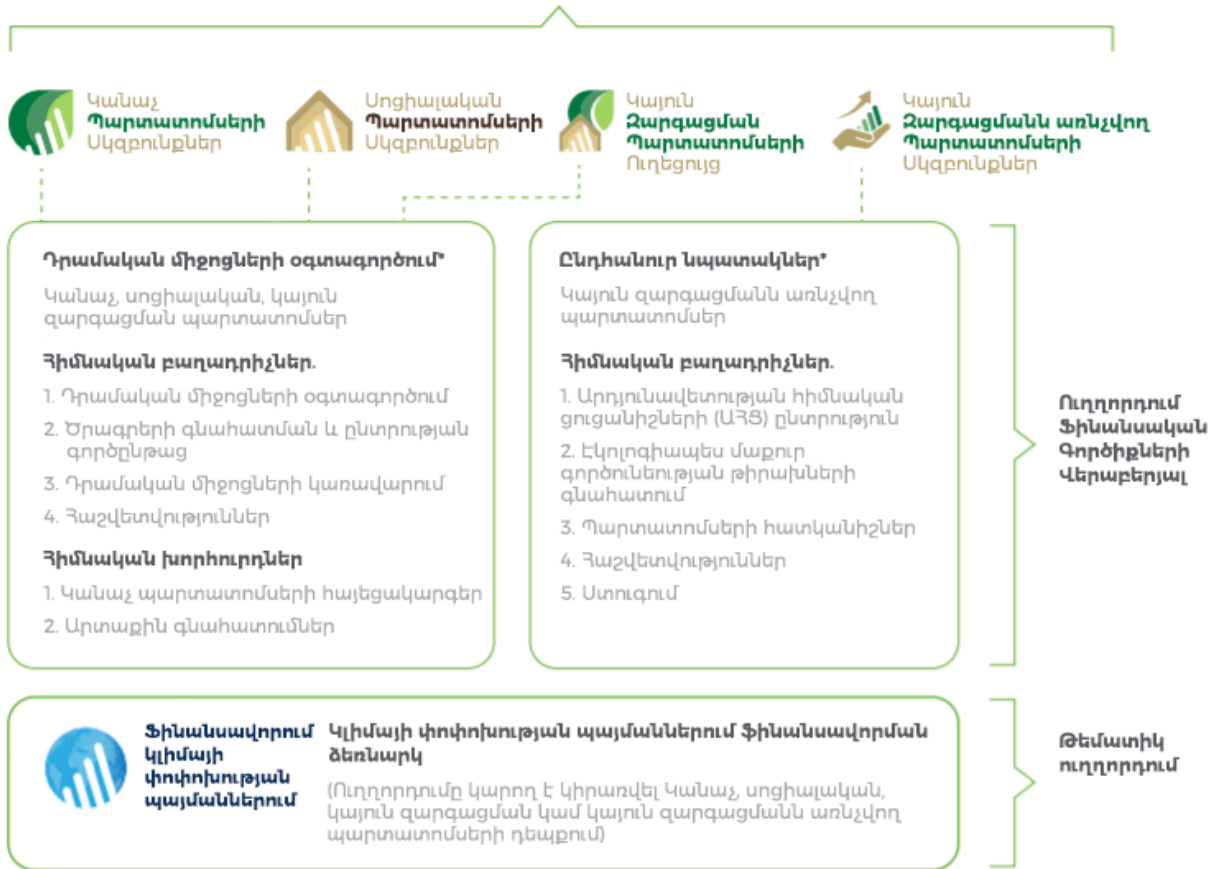 Կանաչ
Պարտատոմսերի
Սկզբունքներ
Սոցիալական
Պարտատոմսերի
Սկզբունքներ
Կայուն
Զարգացման
Պարտատոմսերի
Ուղեցույց
Կայուն
Զարգացմանն առնչվող
Պարտատոմսերի
Սկզբունքներ
Դրամական միջոցների օգտագործում*
Կանաչ, սոցիալական, կայուն
զարգացման պարտատոմսեր
Հիմնական բաղադրիչներ.
1. Դրամական միջոցների օգտագործում
2. Ծրագրերի գնահատման և ընտրության
գործընթաց
3. Դրամական միջոցների կառավարում
4. Հաշվետվություններ
Հիմնական խորհուրդներ
1. Կանաչ պարտատոմսերի հայեցակարգեր
2. Արտաքին գնահատումներ
Ընդհանուր նպատակներ*
Կայուն զարգացմանն առնչվող
պարտատոմսեր
Հիմնական բաղադրիչներ.
1. Արդյունավետության հիմնական
ցուցանիշների (ԱՀՑ) ընտրություն
2. Էկոլոգիապես մաքուր
գործունեության թիրախների
գնահատում
3. Պարտատոմսերի հատկանիշներ
4. Հաշվետվություններ
5. Ստուգում
Ուղղորդում
Ֆինանսական
Գործիքների
Վերաբերյալ
Ֆինանսավորում
կլիմայի
փոփոխության
պայմաններում
Կլիմայի փոփոխության պայմաններում ֆինանսավորման
ձեռնարկ
(Ուղղորդումը կարող է կիրառվել Կանաչ, սոցիալական,
կայուն զարգացման կամ կայուն զարգացմանն առնչվող
պարտատոմսերի դեպքում)
Թեմատիկ
ուղղորդում